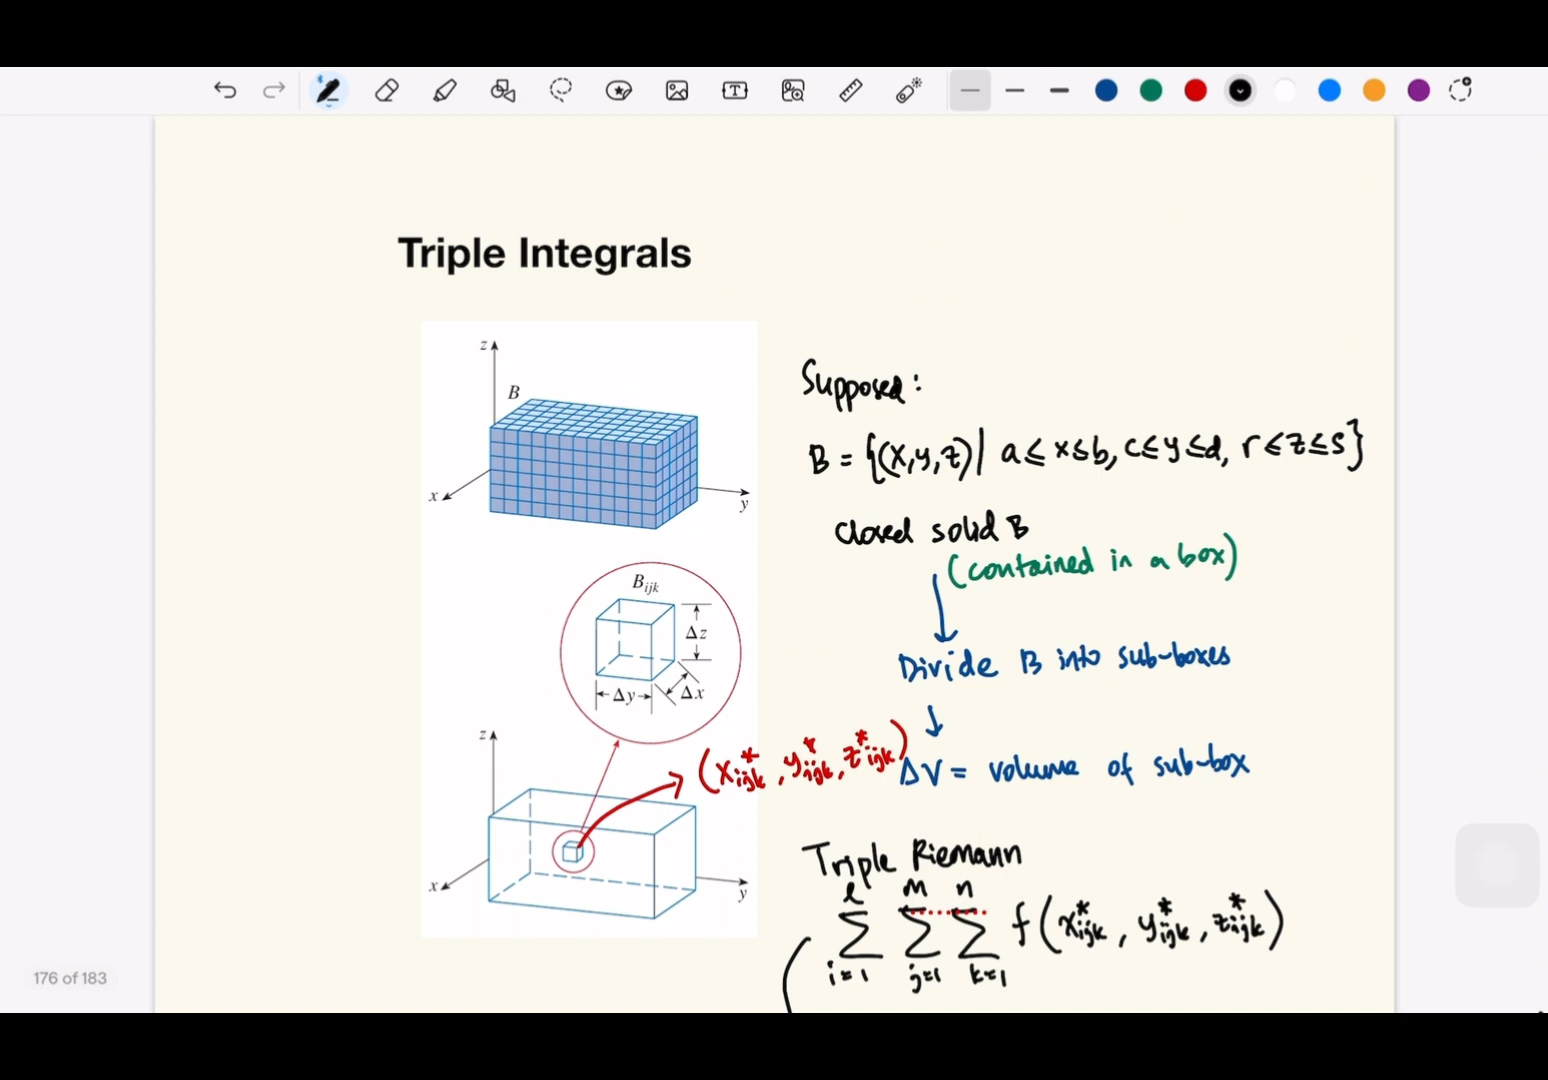 Triple Integrals
z
B
x
y
Supposed:
B = {(x,y,z)| a≤x≤b, c≤y≤d, r≤z≤s}
closed solid B
(contained in a box)
Divide B into sub-boxes
ΔV = volume of sub-box
B_ijk
Δz
Δy
Δx
z
x
y
(x*_ijk, y*_ijk, z*_ijk)
Triple Riemann
l m n
Σ Σ Σ f(x*_ijk, y*_ijk, z*_ijk)
i=1 j=1 k=1
176 of 183